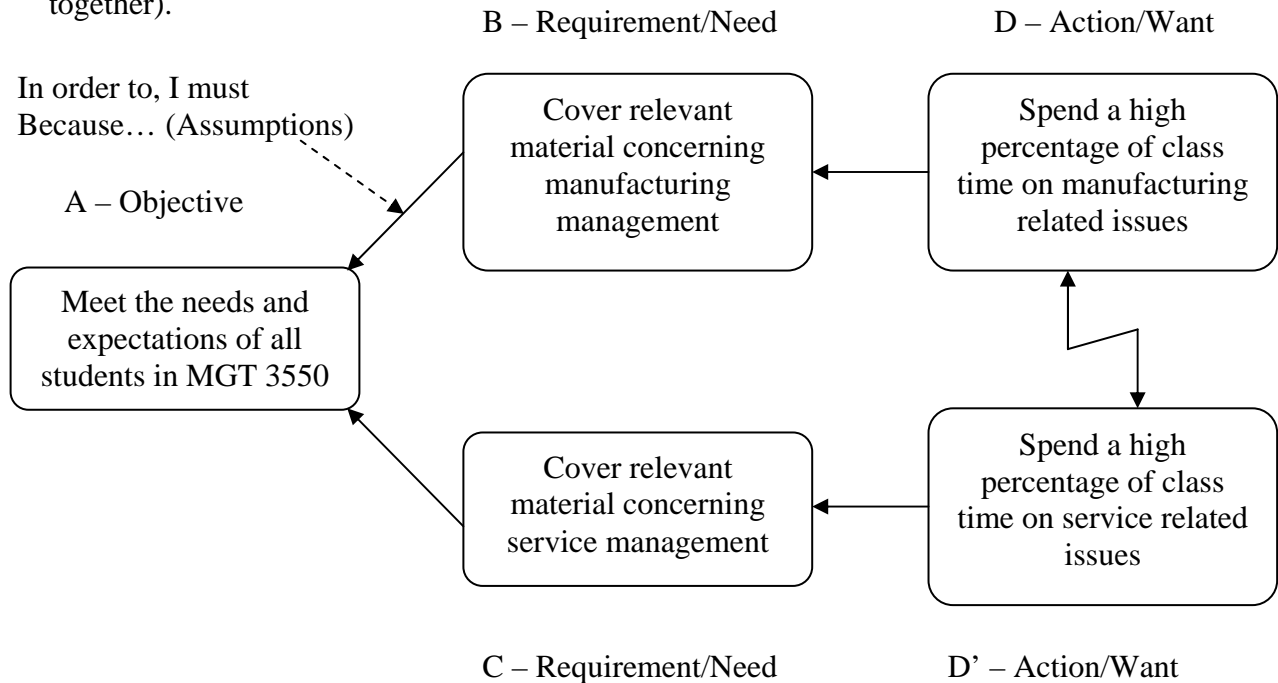 together).
B – Requirement/Need
D – Action/Want
In order to, I must
Because… (Assumptions)
A – Objective
Cover relevant
material concerning
manufacturing
management
Spend a high
percentage of class
time on manufacturing
related issues
Meet the needs and
expectations of all
students in MGT 3550
Cover relevant
material concerning
service management
Spend a high
percentage of class
time on service related
issues
C – Requirement/Need
D’ – Action/Want